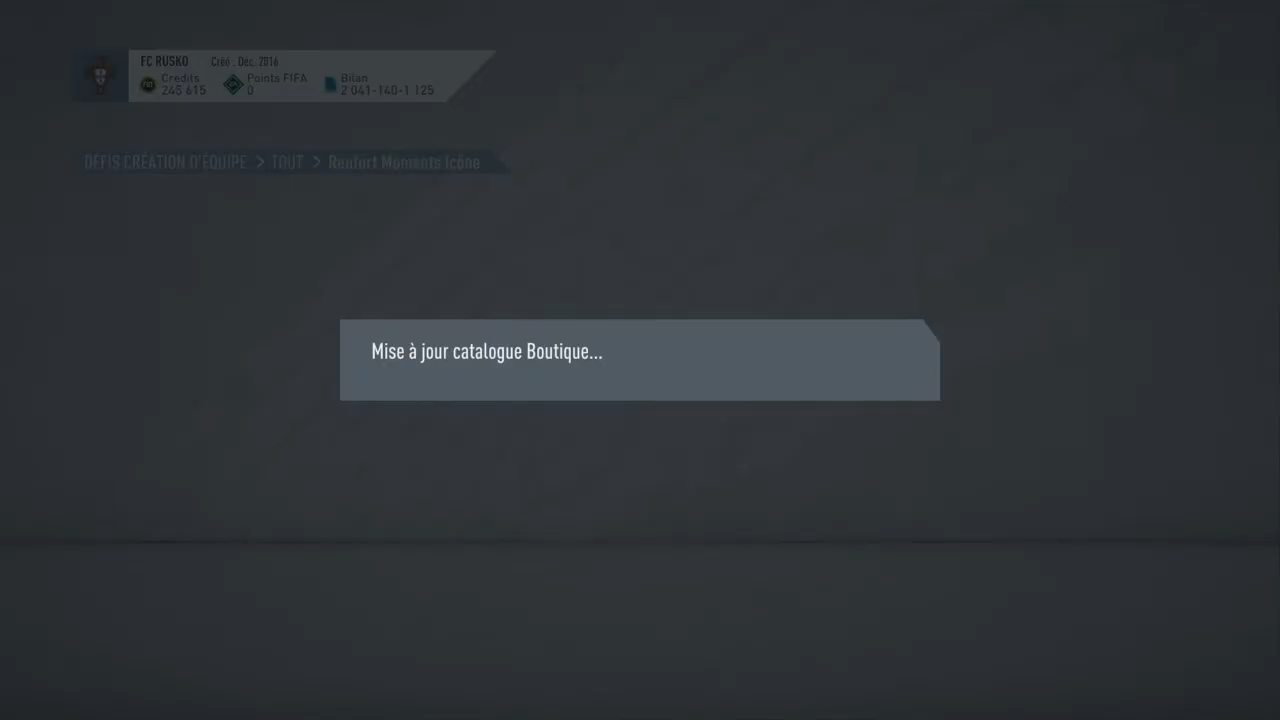 FC RUSKO Créé : Déc. 2016
Crédits Points FIFA Bilan
245 615 0 2 041-140-1 125
DÉFIS CRÉATION D'ÉQUIPE > TOUT > Renfort Moments Icône
Mise à jour catalogue Boutique...